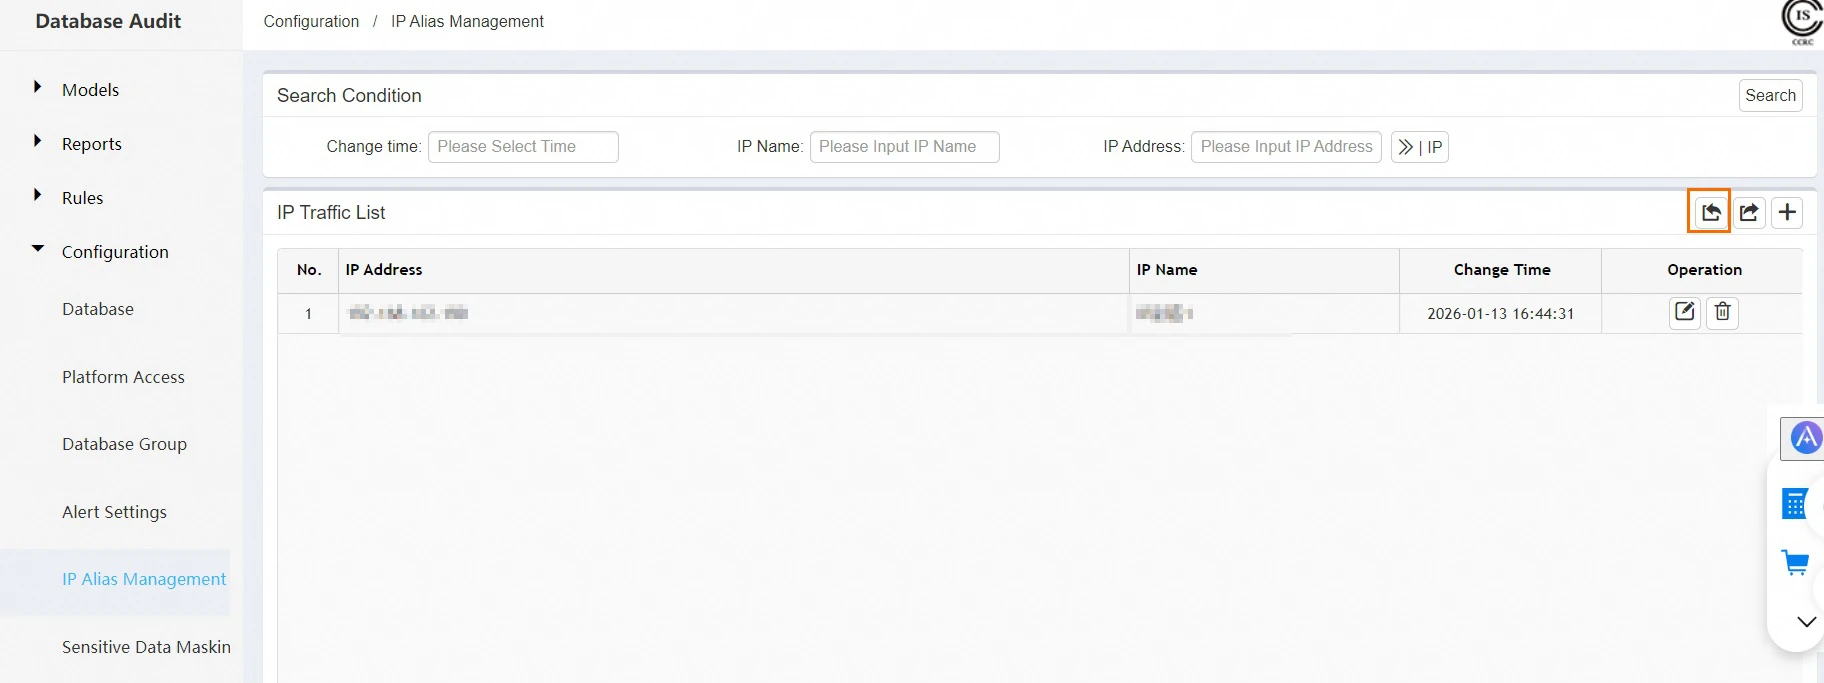 Database Audit
Configuration / IP Alias Management
IS
CCRC
Models
Reports
Rules
Configuration
Database
Platform Access
Database Group
Alert Settings
IP Alias Management
Sensitive Data Maskin
Search Condition
Search
Change time: Please Select Time IP Name: Please Input IP Name IP Address: Please Input IP Address | IP
IP Traffic List
No. IP Address IP Name Change Time Operation
1 2026-01-13 16:44:31